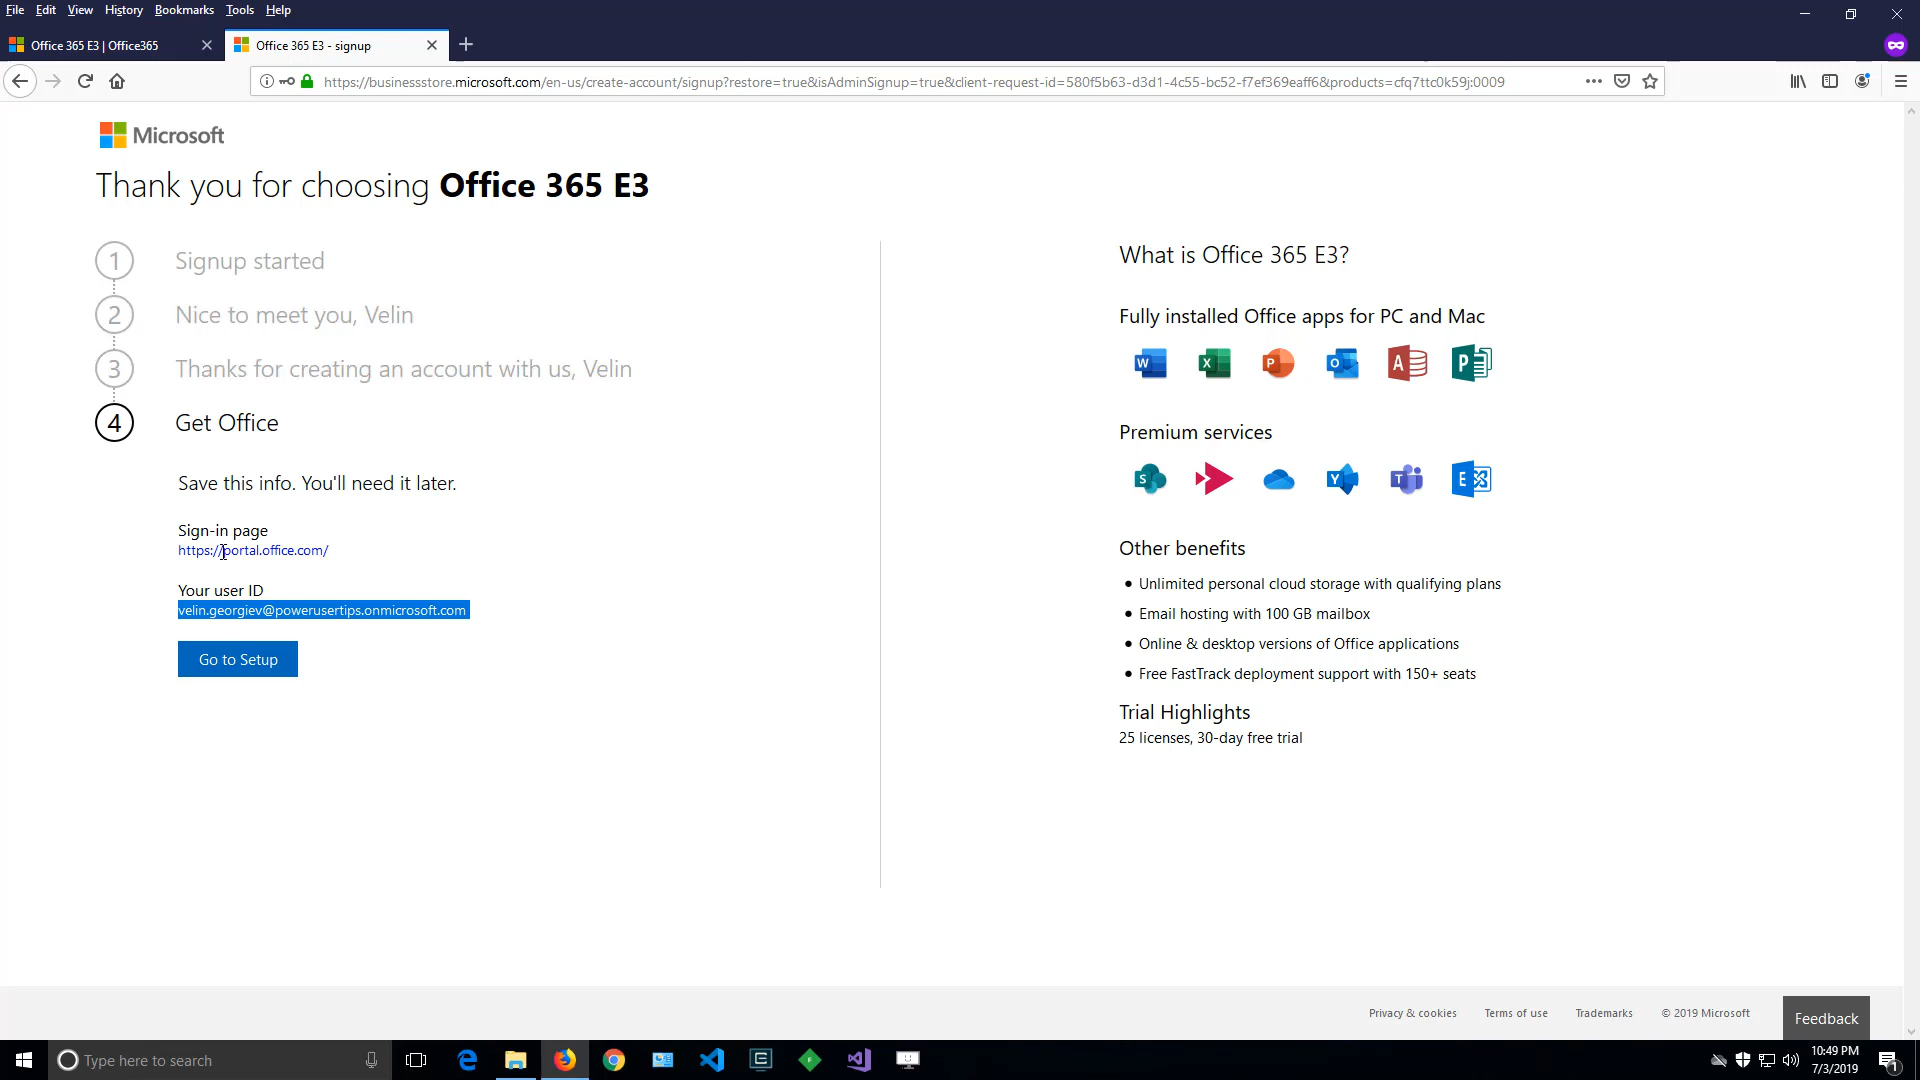 File Edit View History Bookmarks Tools Help
Office 365 E3 | Office365
Office 365 E3 - signup
https://businessstore.microsoft.com/en-us/create-account/signup?restore=true&isAdminSignup=true&client-request-id=580f5b63-d3d1-4c55-bc52-f7ef369eaff6&products=cfq7ttc0k59j:0009
Microsoft
Thank you for choosing Office 365 E3
1 Signup started
2 Nice to meet you, Velin
3 Thanks for creating an account with us, Velin
4 Get Office
Save this info. You'll need it later.
Sign-in page
https://portal.office.com/
Your user ID
velin.georgiev@powerusertips.onmicrosoft.com
Go to Setup
What is Office 365 E3?
Fully installed Office apps for PC and Mac
W X P O A P
Premium services
S Y T E
Other benefits
Unlimited personal cloud storage with qualifying plans
Email hosting with 100 GB mailbox
Online & desktop versions of Office applications
Free FastTrack deployment support with 150+ seats
Trial Highlights
25 licenses, 30-day free trial
Privacy & cookies Terms of use Trademarks © 2019 Microsoft
Feedback
Type here to search
10:49 PM
7/3/2019
1